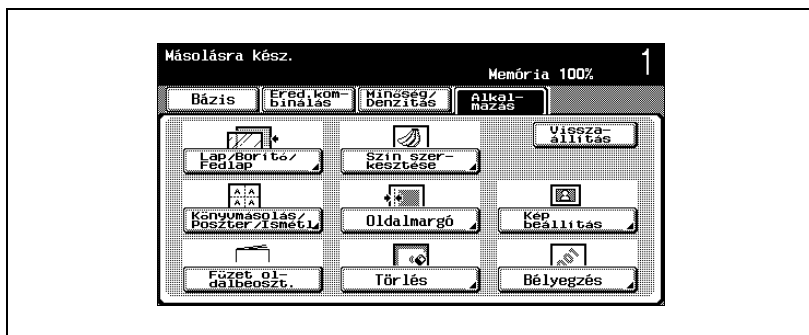 Másolásra kész.
Memória 100%
1
Bázis
Ered.kom-
binálás
Minőség/
Denzitás
Alkal-
mazás
Lap/Borító/
Fedlap
Szín szer-
kesztése
Vissza-
állítás
A A
A A
Könyvmásolás/
Poszter/Ismétl.
Oldalmargó
Kép
beállítás
Füzet ol-
dalbeoszt.
Törlés
Bélyegzés